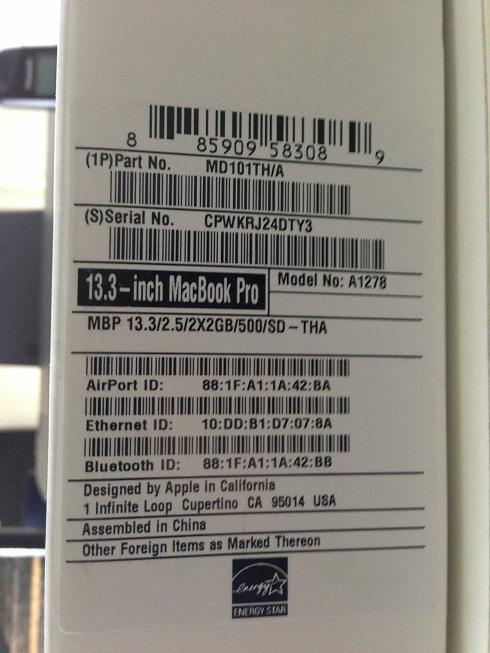 8 85909 58308 9
(1P)Part No. MD101TH/A
(S)Serial No. CPWKRJ24DTY3
13.3-inch MacBook Pro
Model No: A1278
MBP 13.3/2.5/2X2GB/500/SD-THA
AirPort ID: 88:1F:A1:1A:42:BA
Ethernet ID: 10:DD:B1:D7:07:8A
Bluetooth ID: 88:1F:A1:1A:42:BB
Designed by Apple in California
1 Infinite Loop Cupertino CA 95014 USA
Assembled in China
Other Foreign Items as Marked Thereon
energy
ENERGY STAR